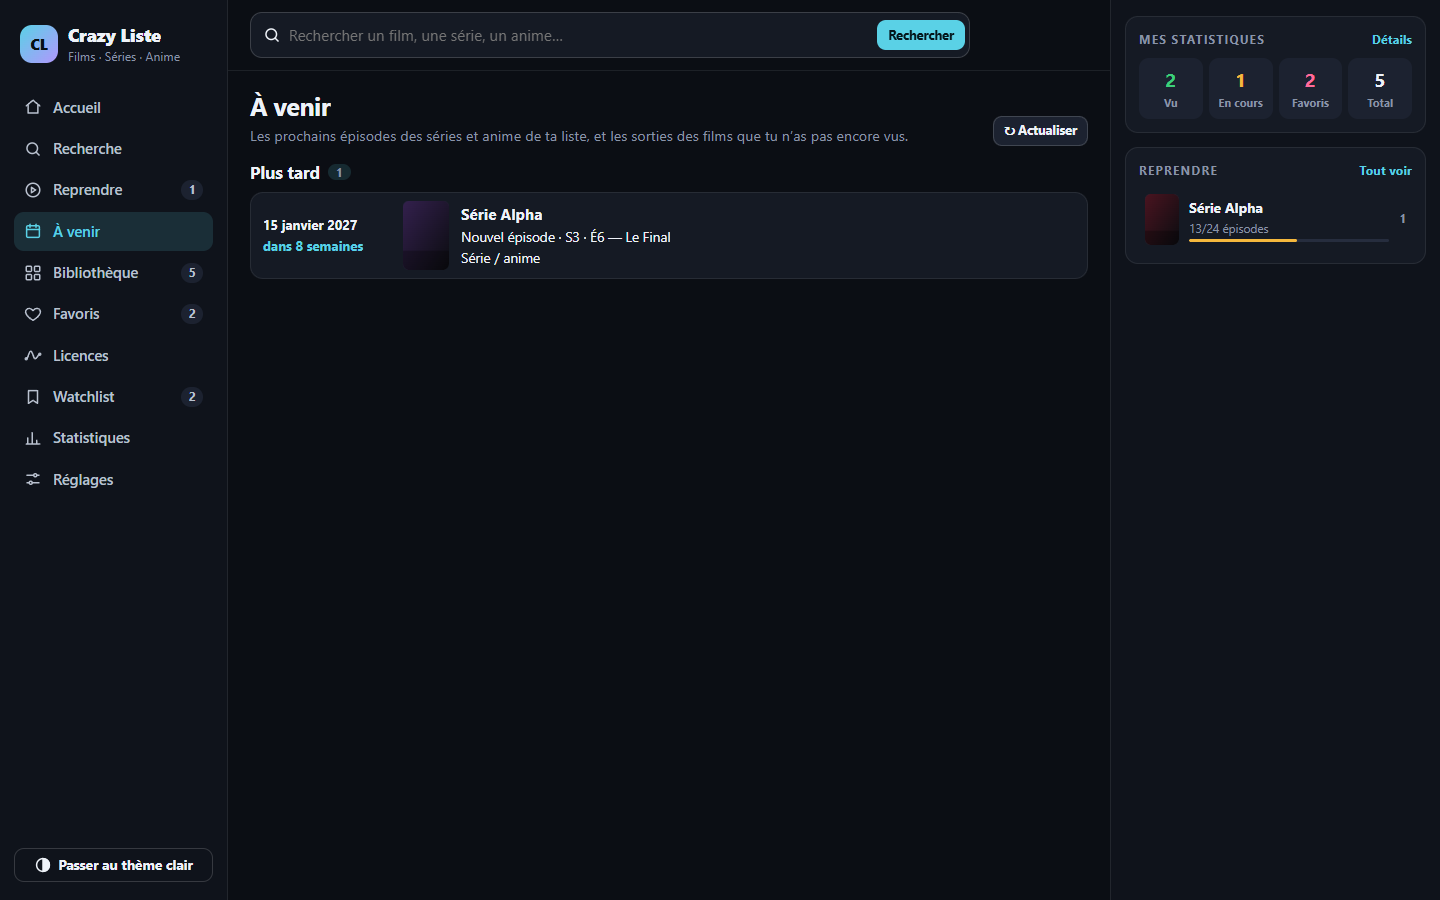 CL
Crazy Liste
Films · Séries · Anime
Accueil
Recherche
Reprendre 1
À venir
Bibliothèque 5
Favoris 2
Licences
Watchlist 2
Statistiques
Réglages
Passer au thème clair
Rechercher un film, une série, un anime…
Rechercher
À venir
Les prochains épisodes des séries et anime de ta liste, et les sorties des films que tu n’as pas encore vus.
↻ Actualiser
Plus tard 1
15 janvier 2027
dans 8 semaines
Série Alpha
Nouvel épisode · S3 · É6 — Le Final
Série / anime
MES STATISTIQUES Détails
2 1 2 5
Vu En cours Favoris Total
REPRENDRE Tout voir
Série Alpha
13/24 épisodes
1